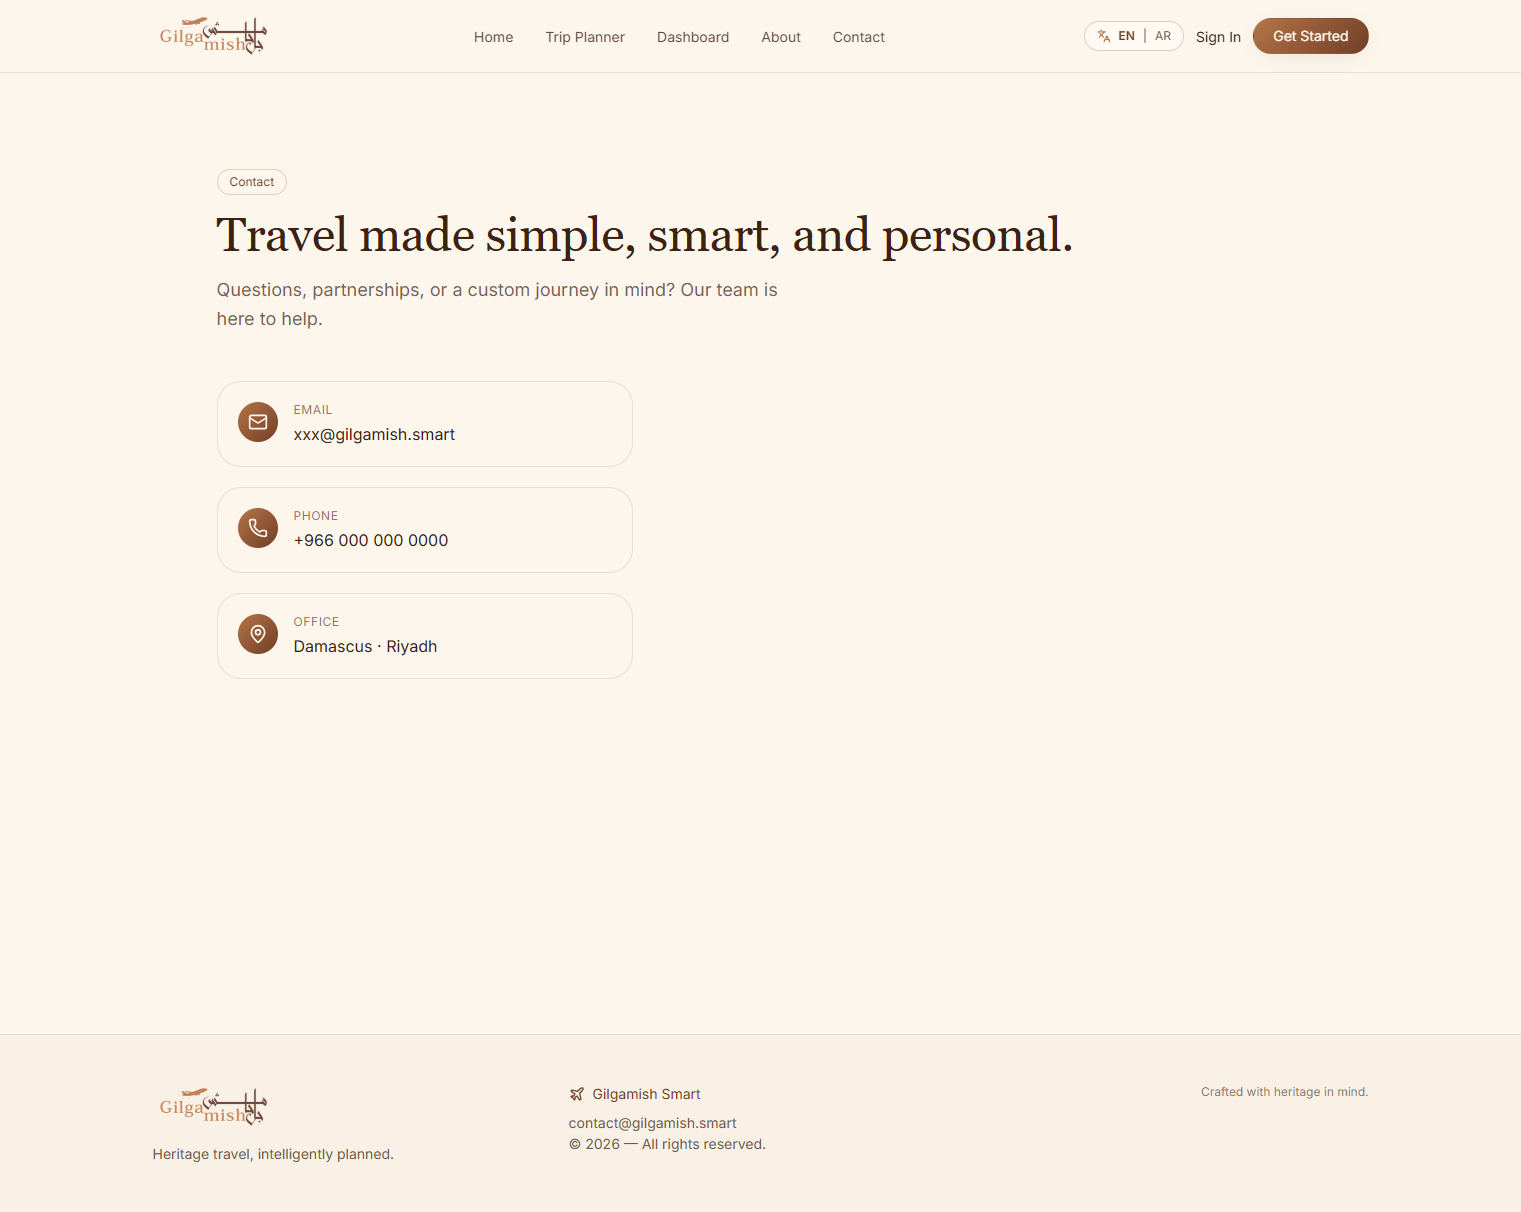 Gilgamish جلجامش
Home
Trip Planner
Dashboard
About
Contact
EN | AR
Sign In
Get Started
Contact
Travel made simple, smart, and personal.
Questions, partnerships, or a custom journey in mind? Our team is
here to help.
EMAIL
xxx@gilgamish.smart
PHONE
+966 000 000 0000
OFFICE
Damascus · Riyadh
Gilgamish جلجامش
Heritage travel, intelligently planned.
Gilgamish Smart
contact@gilgamish.smart
© 2026 — All rights reserved.
Crafted with heritage in mind.